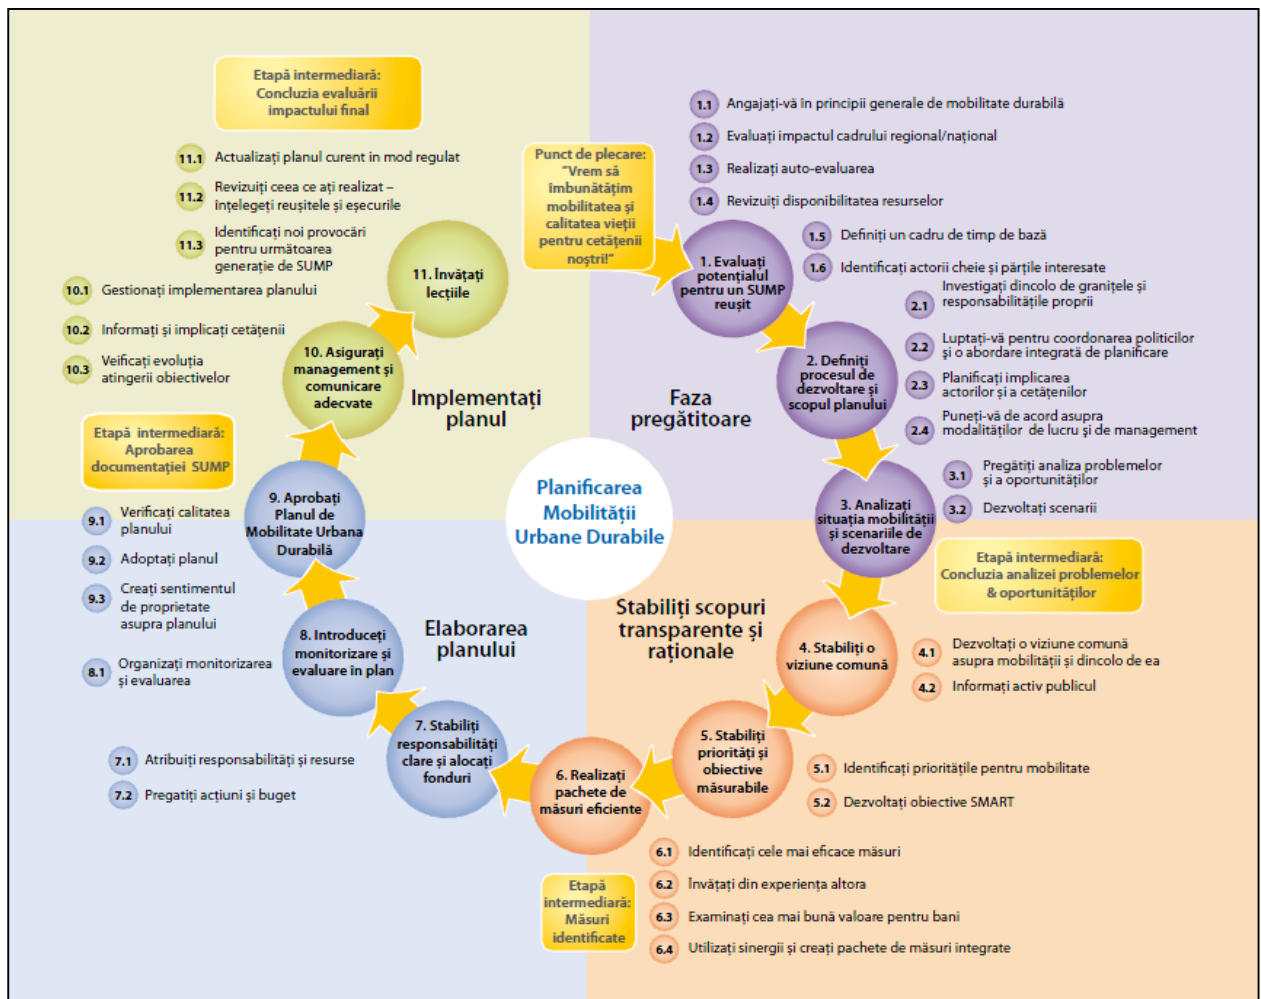 Etapă intermediară:
Concluzia evaluării
impactului final
11.1 Actualizați planul curent in mod regulat
11.2 Revizuiți ceea ce ați realizat –
înțelegeți reușitele și eșecurile
11.3 Identificați noi provocări
pentru următoarea
generație de SUMP
10.1 Gestionați implementarea planului
10.2 Informați și implicați cetățenii
10.3 Veificați evoluția
atingerii obiectivelor
11. Învățați
lecțiile
10. Asigurați
management și
comunicare
adecvate
Implementați
planul
Punct de plecare:
“Vrem să
îmbunătățim
mobilitatea și
calitatea vieții
pentru cetățenii
noștri!”
1.1 Angajați-vă în principii generale de mobilitate durabilă
1.2 Evaluați impactul cadrului regional/național
1.3 Realizați auto-evaluarea
1.4 Revizuiți disponibilitatea resurselor
1.5 Definiți un cadru de timp de bază
1.6 Identificați actorii cheie și părțile interesate
1. Evaluați
potențialul
pentru un SUMP
reușit
2.1 Investigați dincolo de granițele și
responsabilitățile proprii
2.2 Luptați-vă pentru coordonarea politicilor
și o abordare integrată de planificare
2.3 Planificați implicarea
actorilor și a cetățenilor
2.4 Puneți-vă de acord asupra
modalităților de lucru și de management
2. Definiți
procesul de
dezvoltare și
scopul planului
Faza
pregătitoare
3.1 Pregătiți analiza problemelor
și a oportunităților
3.2 Dezvoltați scenarii
3. Analizați
situația mobilității
și scenariile de
dezvoltare
Etapă intermediară:
Concluzia analizei problemelor
& oportunităților
Planificarea
Mobilității
Urbane Durabile
Etapă intermediară:
Aprobarea
documentației SUMP
9. Aprobați
Planul de
Mobilitate Urbana
Durabilă
9.1 Verificați calitatea
planului
9.2 Adoptați planul
9.3 Creați sentimentul
de proprietate
asupra planului
8.1 Organizați monitorizarea
și evaluarea
8. Introduceți
monitorizare și
evaluare în plan
Elaborarea
planului
7. Stabiliți
responsabilități
clare și alocați
fonduri
7.1 Atribuiți responsabilități și resurse
7.2 Pregatiți acțiuni și buget
Stabiliți scopuri
transparente și
raționale
4. Stabiliți o
viziune comună
4.1 Dezvoltați o viziune comună
asupra mobilității și dincolo de ea
4.2 Informați activ publicul
5. Stabiliți
priorități și
obiective
măsurabile
5.1 Identificați prioritățile pentru mobilitate
5.2 Dezvoltați obiective SMART
6. Realizați
pachete de
măsuri eficiente
6.1 Identificați cele mai eficace măsuri
6.2 Învățați din experiența altora
6.3 Examinați cea mai bună valoare pentru bani
6.4 Utilizați sinergii și creați pachete de măsuri integrate
Etapă
intermediară:
Măsuri
identificate